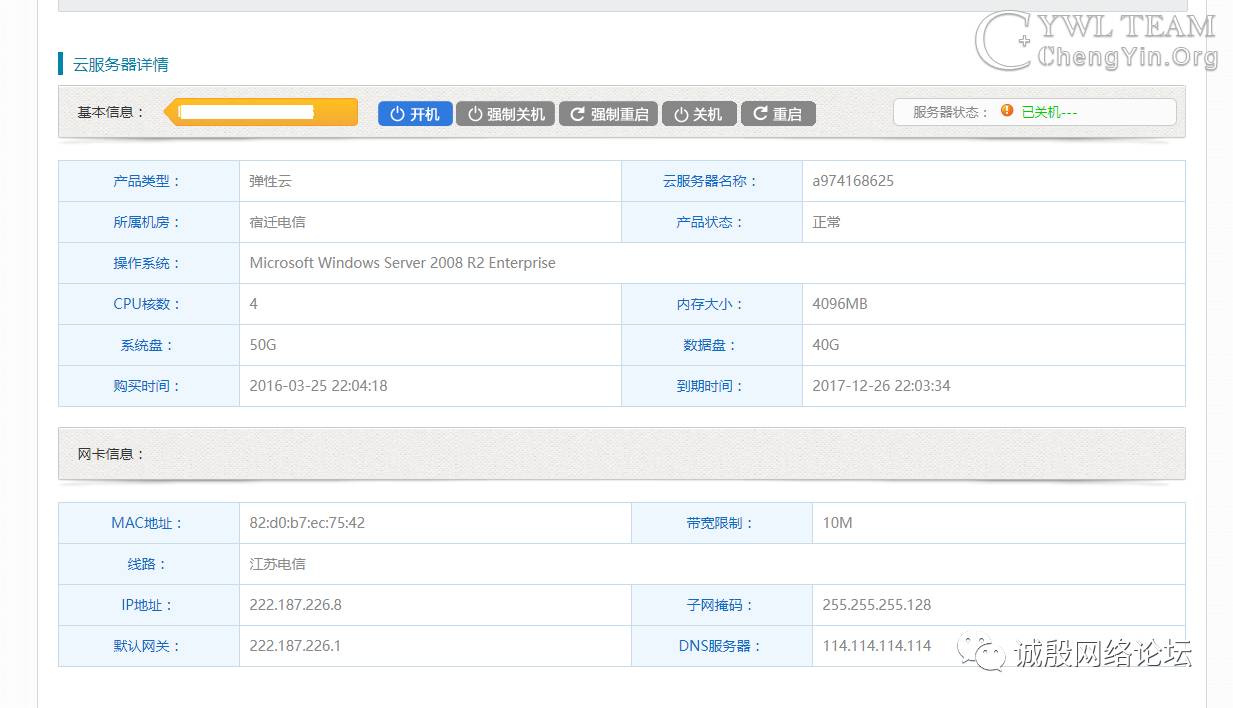 YWL TEAM
ChengYin.Org
云服务器详情
基本信息： 开机 强制关机 强制重启 关机 重启 服务器状态： 已关机---
产品类型： 弹性云 云服务器名称： a974168625
所属机房： 宿迁电信 产品状态： 正常
操作系统： Microsoft Windows Server 2008 R2 Enterprise
CPU核数： 4 内存大小： 4096MB
系统盘： 50G 数据盘： 40G
购买时间： 2016-03-25 22:04:18 到期时间： 2017-12-26 22:03:34
网卡信息：
MAC地址： 82:d0:b7:ec:75:42 带宽限制： 10M
线路： 江苏电信
IP地址： 222.187.226.8 子网掩码： 255.255.255.128
默认网关： 222.187.226.1 DNS服务器： 114.114.114.114
诚殷网络论坛